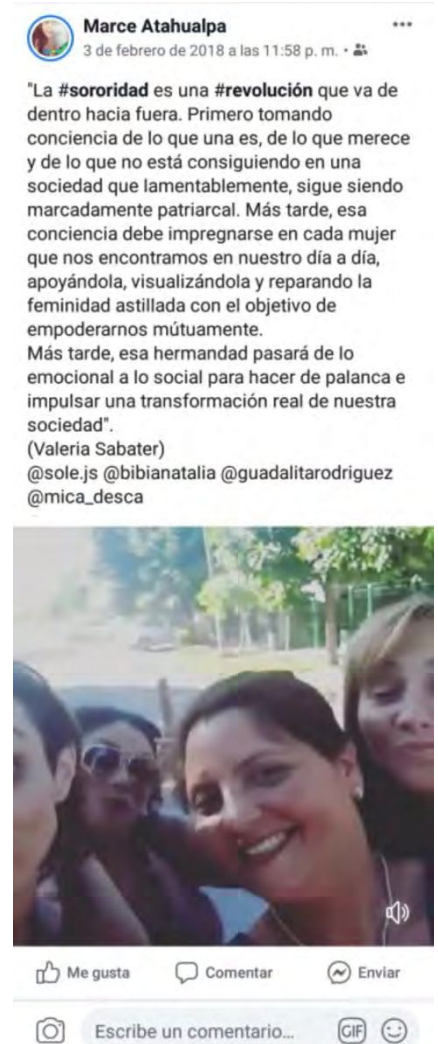 Marce Atahualpa
3 de febrero de 2018 a las 11:58 p. m. ·
"La #sororidad es una #revolución que va de
dentro hacia fuera. Primero tomando
conciencia de lo que una es, de lo que merece
y de lo que no está consiguiendo en una
sociedad que lamentablemente, sigue siendo
marcadamente patriarcal. Más tarde, esa
conciencia debe impregnarse en cada mujer
que nos encontramos en nuestro día a día,
apoyándola, visualizándola y reparando la
feminidad astillada con el objetivo de
empoderarnos mútuamente.
Más tarde, esa hermandad pasará de lo
emocional a lo social para hacer de palanca e
impulsar una transformación real de nuestra
sociedad".
(Valeria Sabater)
@sole.js @bibianatalia @guadalitarodriguez
@mica_desca
Me gusta
Comentar
Enviar
Escribe un comentario...
GIF